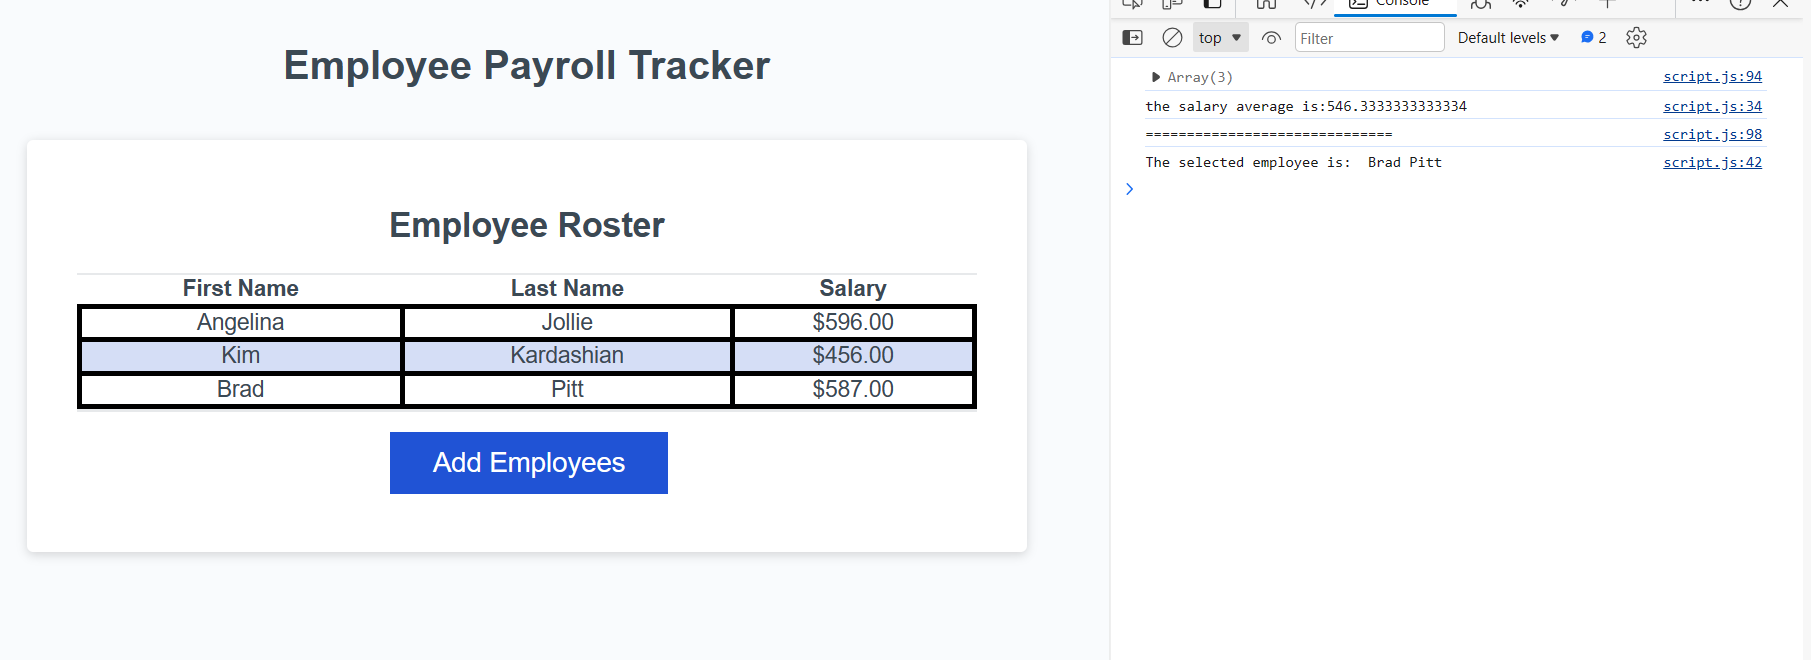 Employee Payroll Tracker
Employee Roster
First Name Last Name Salary
Angelina Jollie $596.00
Kim Kardashian $456.00
Brad Pitt $587.00
Add Employees
Console
top Filter Default levels 2
Array(3) script.js:94
the salary average is:546.3333333333334 script.js:34
============================== script.js:98
The selected employee is:  Brad Pitt script.js:42